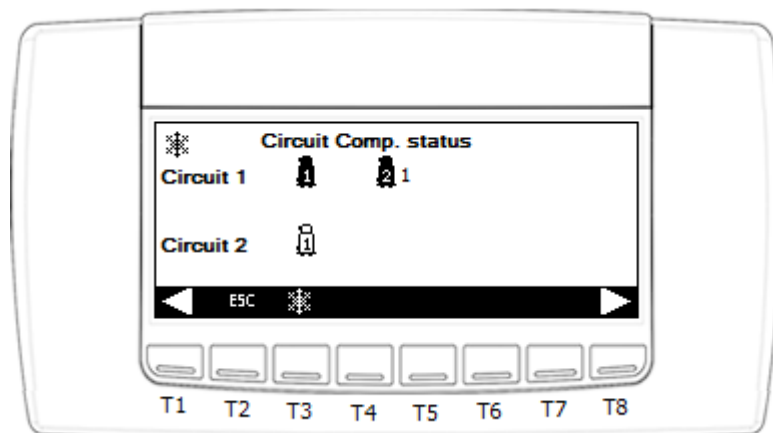 Circuit Comp. status
Circuit 1 1 2 1
Circuit 2 1
ESC
T1 T2 T3 T4 T5 T6 T7 T8